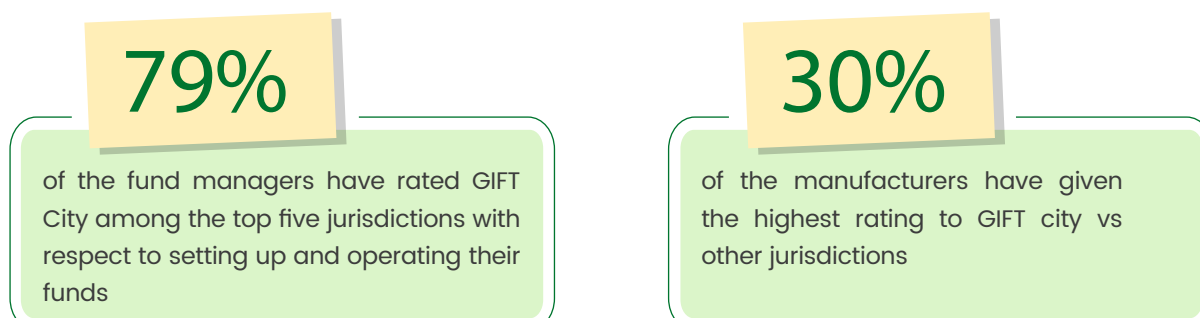 79%
of the fund managers have rated GIFT
City among the top five jurisdictions with
respect to setting up and operating their
funds
30%
of the manufacturers have given
the highest rating to GIFT city vs
other jurisdictions